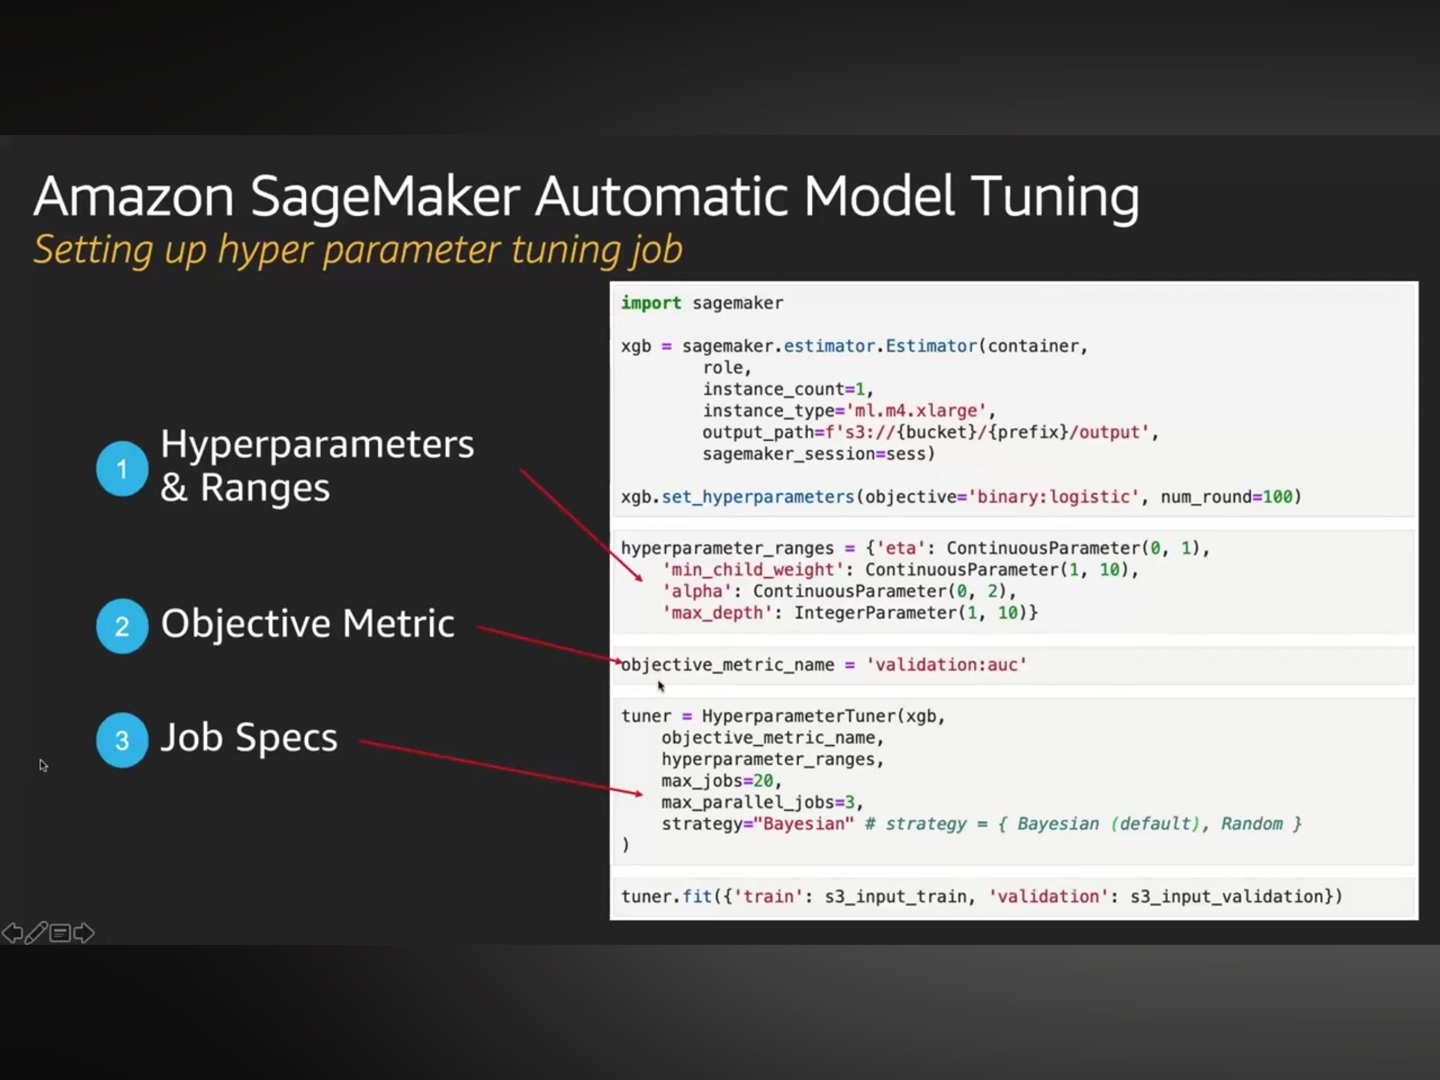 Amazon SageMaker Automatic Model Tuning
Setting up hyper parameter tuning job
1 Hyperparameters
& Ranges
2 Objective Metric
3 Job Specs
import sagemaker
xgb = sagemaker.estimator.Estimator(container,
role,
instance_count=1,
instance_type='ml.m4.xlarge',
output_path=f's3://{bucket}/{prefix}/output',
sagemaker_session=sess)
xgb.set_hyperparameters(objective='binary:logistic', num_round=100)
hyperparameter_ranges = {'eta': ContinuousParameter(0, 1),
'min_child_weight': ContinuousParameter(1, 10),
'alpha': ContinuousParameter(0, 2),
'max_depth': IntegerParameter(1, 10)}
objective_metric_name = 'validation:auc'
tuner = HyperparameterTuner(xgb,
objective_metric_name,
hyperparameter_ranges,
max_jobs=20,
max_parallel_jobs=3,
strategy="Bayesian" # strategy = { Bayesian (default), Random }
)
tuner.fit({'train': s3_input_train, 'validation': s3_input_validation})